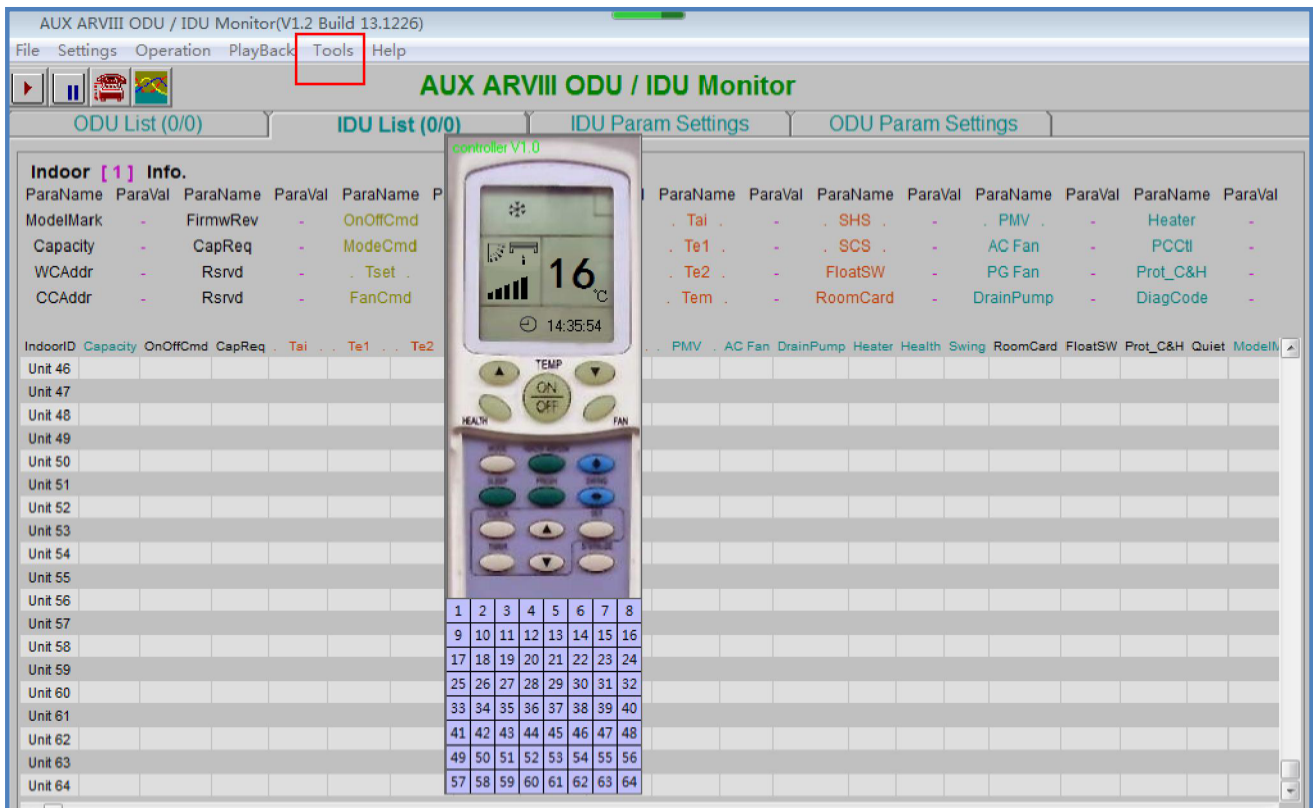 AUX ARVIII ODU / IDU Monitor(V1.2 Build 13.1226)
File Settings Operation PlayBack Tools Help
AUX ARVIII ODU / IDU Monitor
ODU List (0/0) IDU List (0/0) IDU Param Settings ODU Param Settings
controller V1.0
Indoor [ 1 ] Info.
ParaName ParaVal ParaName ParaVal ParaName P ParaName ParaVal ParaName ParaVal ParaName ParaVal ParaName ParaVal
ModelMark - FirmwRev - OnOffCmd . Tai . - . SHS . - . PMV . - Heater -
Capacity - CapReq - ModeCmd . Te1 . - . SCS . - AC Fan - PCCtl -
WCAddr - Rsrvd - . Tset . . Te2 . - FloatSW - PG Fan - Prot_C&H -
CCAddr - Rsrvd - FanCmd . Tem . - RoomCard - DrainPump - DiagCode -
16 °C
14:35:54
IndoorID Capacity OnOffCmd CapReq . Tai . . Te1 . . Te2 . . PMV . AC Fan DrainPump Heater Health Swing RoomCard FloatSW Prot_C&H Quiet ModelM
Unit 46
Unit 47
Unit 48
Unit 49
Unit 50
Unit 51
Unit 52
Unit 53
Unit 54
Unit 55
Unit 56
Unit 57
Unit 58
Unit 59
Unit 60
Unit 61
Unit 62
Unit 63
Unit 64
TEMP
ON
OFF
HEALTH FAN
MODE
SLEEP FRESH SWING
CLOCK SET
TIMER
1 2 3 4 5 6 7 8
9 10 11 12 13 14 15 16
17 18 19 20 21 22 23 24
25 26 27 28 29 30 31 32
33 34 35 36 37 38 39 40
41 42 43 44 45 46 47 48
49 50 51 52 53 54 55 56
57 58 59 60 61 62 63 64